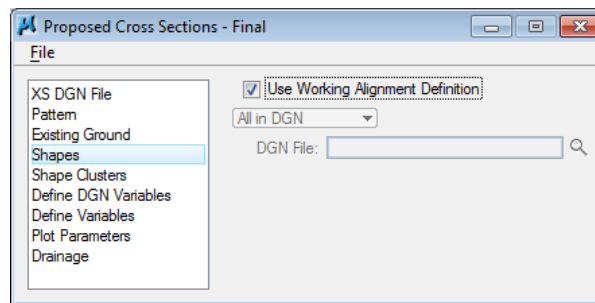 Proposed Cross Sections - Final
File
XS DGN File
Pattern
Existing Ground
Shapes
Shape Clusters
Define DGN Variables
Define Variables
Plot Parameters
Drainage
Use Working Alignment Definition
All in DGN
DGN File: